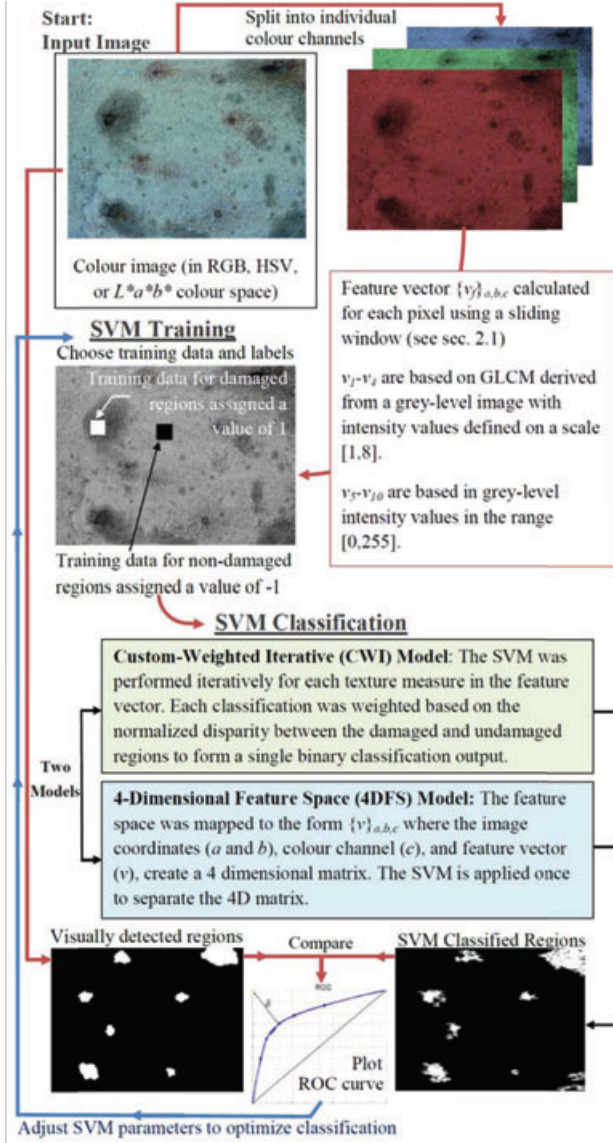 Start:
Input Image
Split into individual
colour channels
Colour image (in RGB, HSV,
or L*a*b* colour space)
Feature vector {vj}a,b,c calculated
for each pixel using a sliding
window (see sec. 2.1)
v1-v4 are based on GLCM derived
from a grey-level image with
intensity values defined on a scale
[1,8].
v5-v10 are based in grey-level
intensity values in the range
[0,255].
SVM Training
Choose training data and labels
Training data for damaged
regions assigned a
value of 1
Training data for non-damaged
regions assigned a value of -1
SVM Classification
Custom-Weighted Iterative (CWI) Model: The SVM was
performed iteratively for each texture measure in the feature
vector. Each classification was weighted based on the
normalized disparity between the damaged and undamaged
regions to form a single binary classification output.
Two
Models
4-Dimensional Feature Space (4DFS) Model: The feature
space was mapped to the form {v}a,b,c where the image
coordinates (a and b), colour channel (c), and feature vector
(v), create a 4 dimensional matrix. The SVM is applied once
to separate the 4D matrix.
Visually detected regions
Compare
SVM Classified Regions
ROC
Plot
ROC curve
Adjust SVM parameters to optimize classification